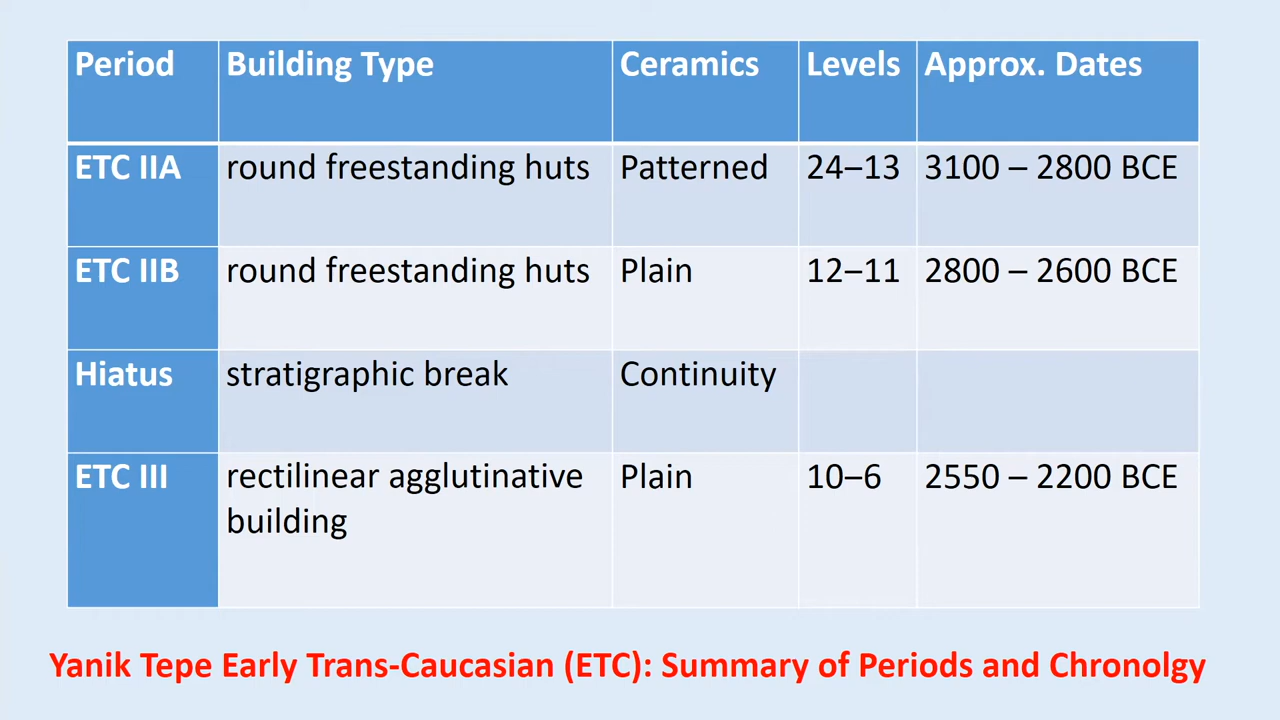 Period Building Type Ceramics Levels Approx. Dates
ETC IIA round freestanding huts Patterned 24–13 3100 – 2800 BCE
ETC IIB round freestanding huts Plain 12–11 2800 – 2600 BCE
Hiatus stratigraphic break Continuity
ETC III rectilinear agglutinative Plain 10–6 2550 – 2200 BCE
building
Yanik Tepe Early Trans-Caucasian (ETC): Summary of Periods and Chronolgy